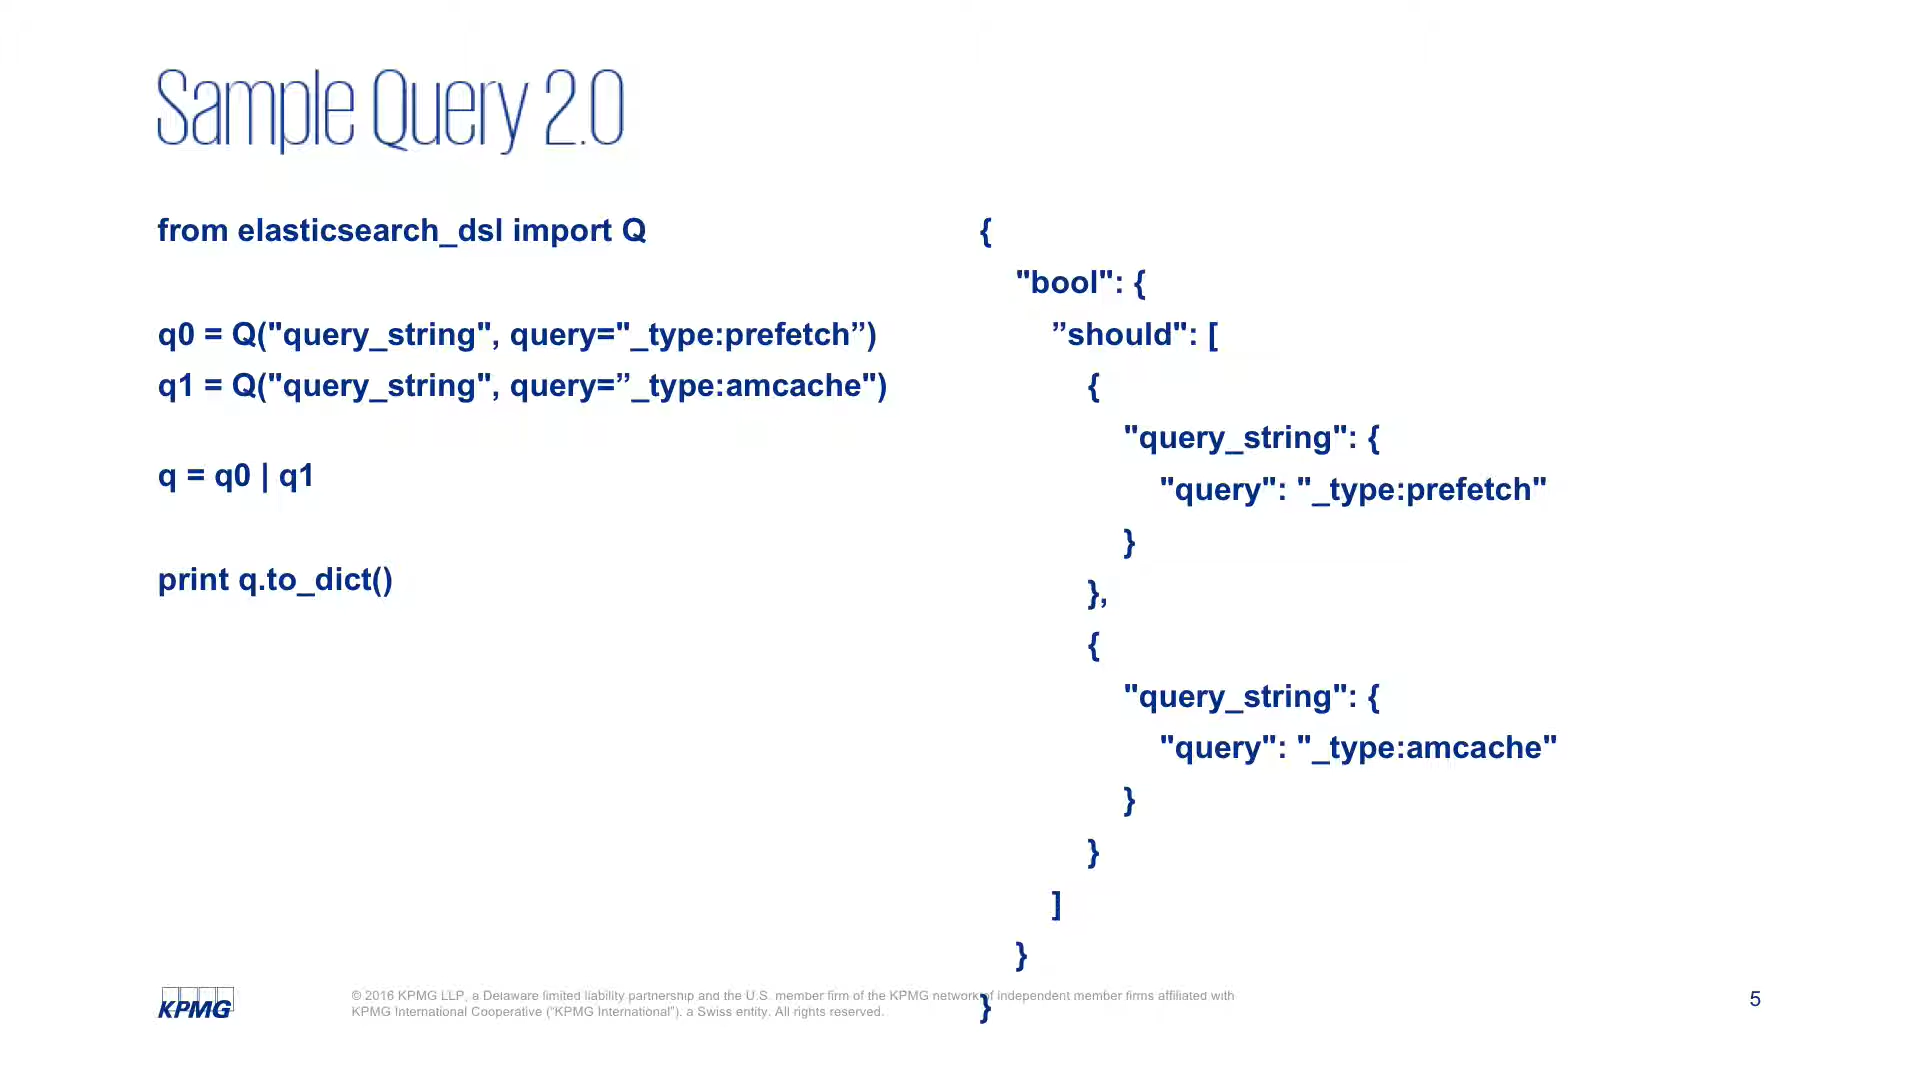 Sample Query 2.0
from elasticsearch_dsl import Q
q0 = Q("query_string", query="_type:prefetch”)
q1 = Q("query_string", query=”_type:amcache")
q = q0 | q1
print q.to_dict()
{
"bool": {
”should": [
{
"query_string": {
"query": "_type:prefetch"
}
},
{
"query_string": {
"query": "_type:amcache"
}
}
]
}
}
KPMG
© 2016 KPMG LLP, a Delaware limited liability partnership and the U.S. member firm of the KPMG network of independent member firms affiliated with
KPMG International Cooperative (“KPMG International”), a Swiss entity. All rights reserved.
5